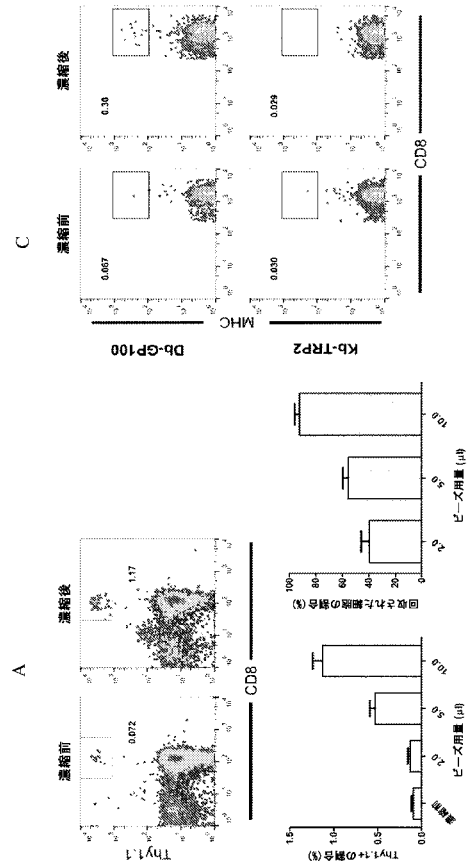 A
濃縮前
濃縮後
Thy1.1
0.072
1.17
CD8
Thy1.1+の割合(%)
1.5
1.0
0.5
0.0
濃縮前
2.0
5.0
10.0
ビーズ用量 (μl)
回収された細胞の割合(%)
100
80
60
40
20
0
2.0
5.0
10.0
ビーズ用量 (μl)
C
濃縮前
濃縮後
Db-GP100
0.067
0.36
MHC
Kb-TRP2
0.030
0.029
CD8